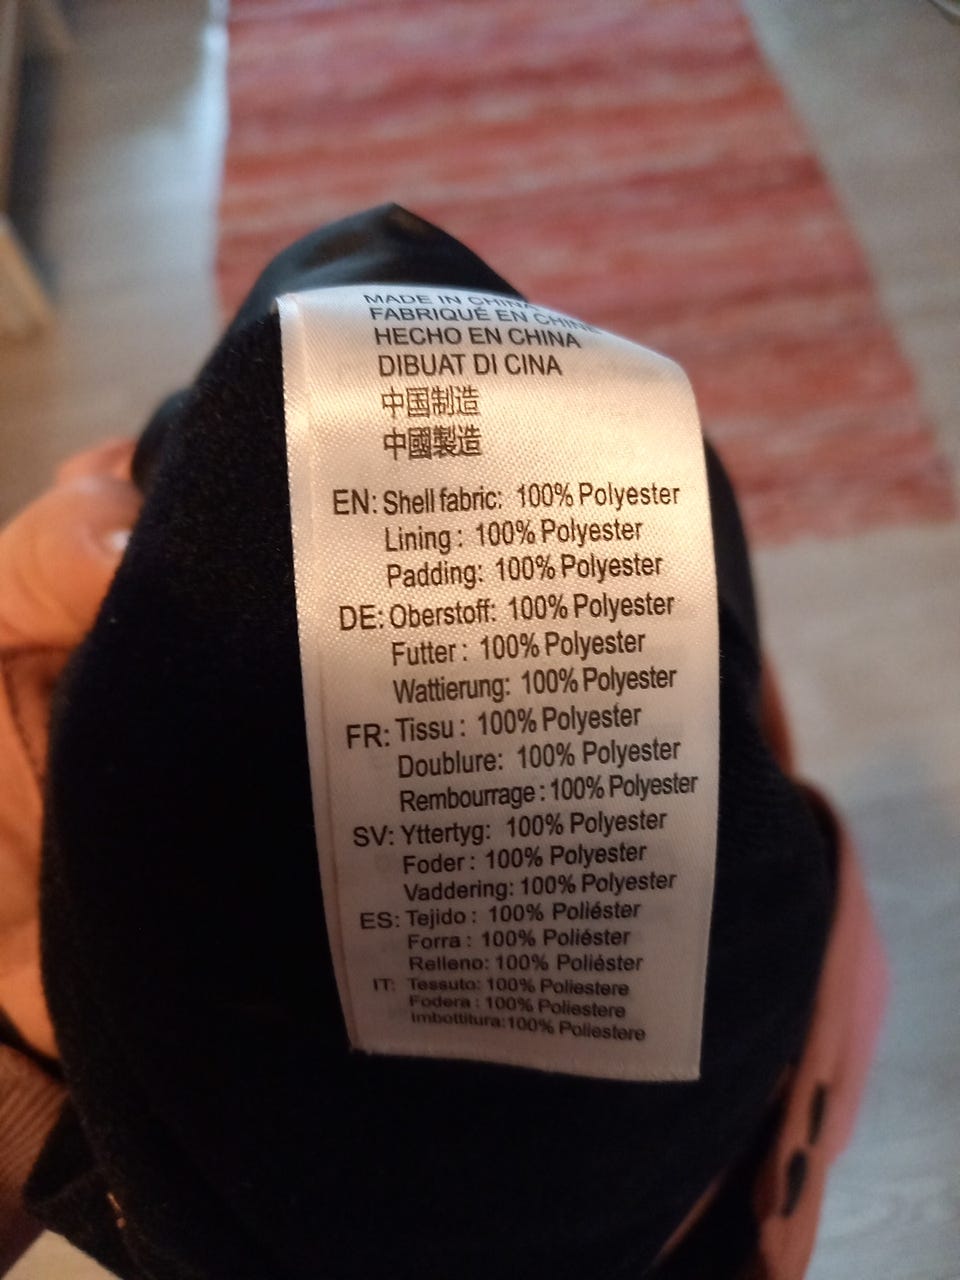 MADE IN CHINA
FABRIQUÉ EN CHINE
HECHO EN CHINA
DIBUAT DI CINA
中国制造
中國製造
EN: Shell fabric: 100% Polyester
Lining : 100% Polyester
Padding: 100% Polyester
DE: Oberstoff: 100% Polyester
Futter : 100% Polyester
Wattierung: 100% Polyester
FR: Tissu : 100% Polyester
Doublure: 100% Polyester
Rembourrage : 100% Polyester
SV: Yttertyg: 100% Polyester
Foder : 100% Polyester
Vaddering: 100% Polyester
ES: Tejido : 100% Poliéster
Forra : 100% Poliéster
Relleno: 100% Poliéster
IT: Tessuto: 100% Poliestere
Fodera : 100% Poliestere
Imbottitura:100% Poliestere